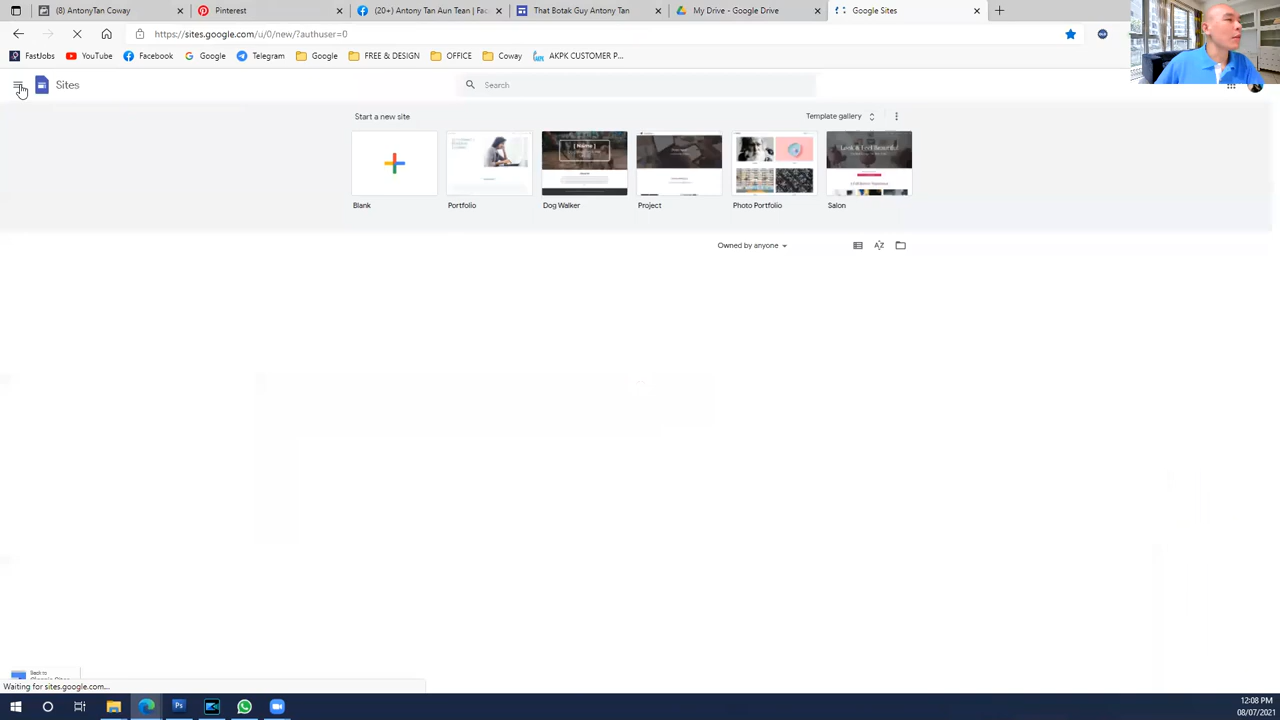 (8) AntonyTan Coway
Pinterest
(20+) Antony Tan Aun Tean | Fac
That Botak Guy Antony Tan
My Drive - Google Drive
Google Sites
https://sites.google.com/u/0/new/?authuser=0
FastJobs
YouTube
Facebook
Google
Telegram
Google
FREE & DESIGN
OFFICE
Coway
AKPK CUSTOMER P...
Sites
Search
Start a new site
Template gallery
Blank
Portfolio
Dog Walker
Project
Photo Portfolio
Salon
Owned by anyone
Back to
Waiting for sites.google.com...
12:08 PM
08/07/2021